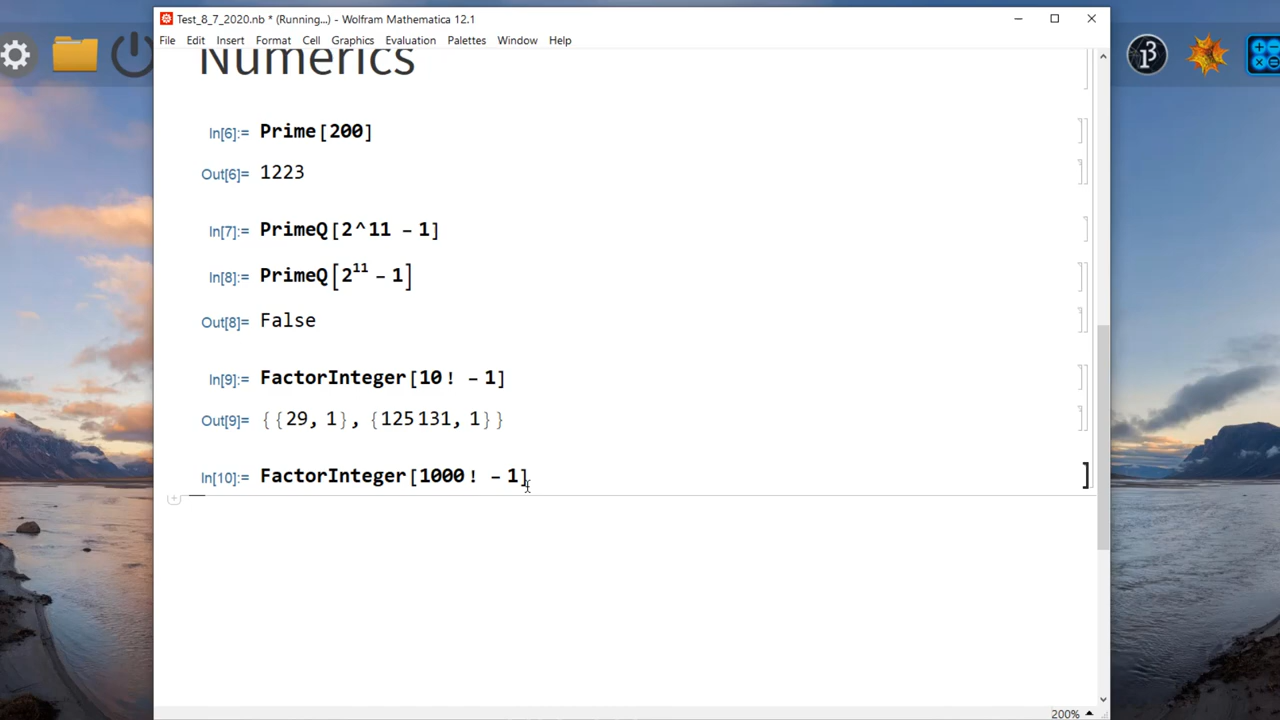 Test_8_7_2020.nb * (Running...) - Wolfram Mathematica 12.1
File Edit Insert Format Cell Graphics Evaluation Palettes Window Help
Numerics
In[6]:= Prime[200]
Out[6]= 1223
In[7]:= PrimeQ[2^11 - 1]
In[8]:= PrimeQ[2¹¹ - 1]
Out[8]= False
In[9]:= FactorInteger[10! - 1]
Out[9]= {{29, 1}, {125131, 1}}
In[10]:= FactorInteger[1000! - 1]
200%